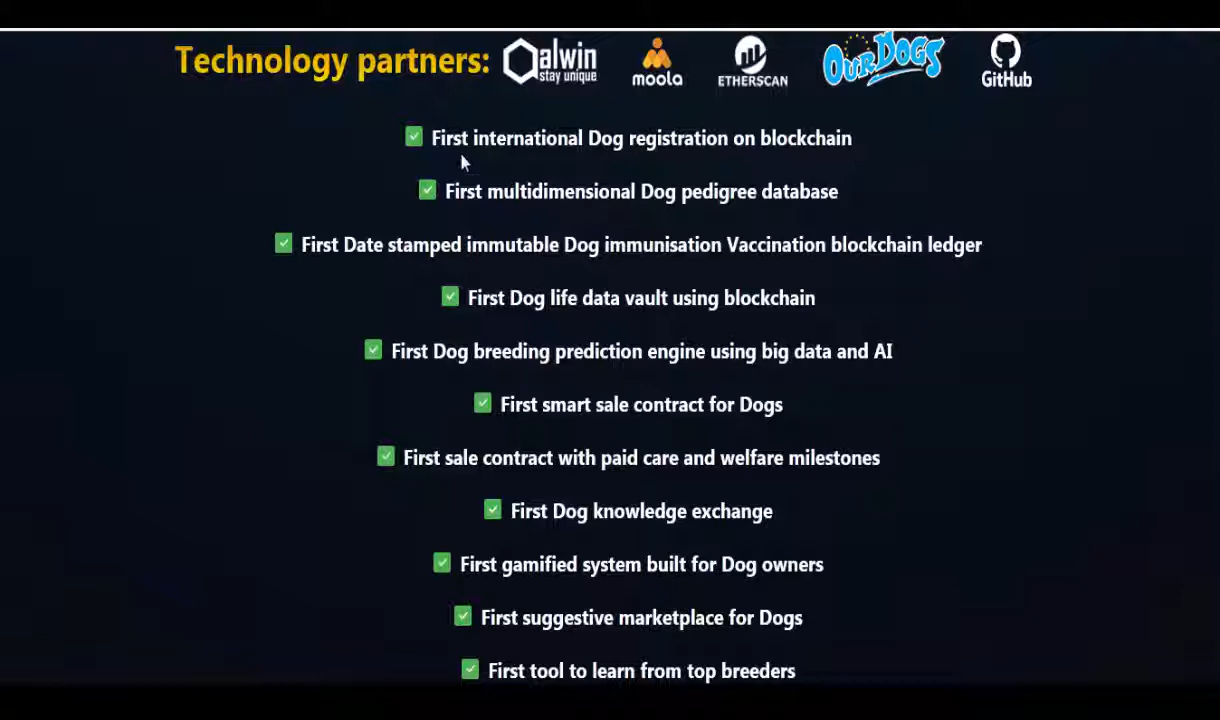 Technology partners: Qalwin stay unique moola ETHERSCAN OUR DOGS GitHub
First international Dog registration on blockchain
First multidimensional Dog pedigree database
First Date stamped immutable Dog immunisation Vaccination blockchain ledger
First Dog life data vault using blockchain
First Dog breeding prediction engine using big data and AI
First smart sale contract for Dogs
First sale contract with paid care and welfare milestones
First Dog knowledge exchange
First gamified system built for Dog owners
First suggestive marketplace for Dogs
First tool to learn from top breeders